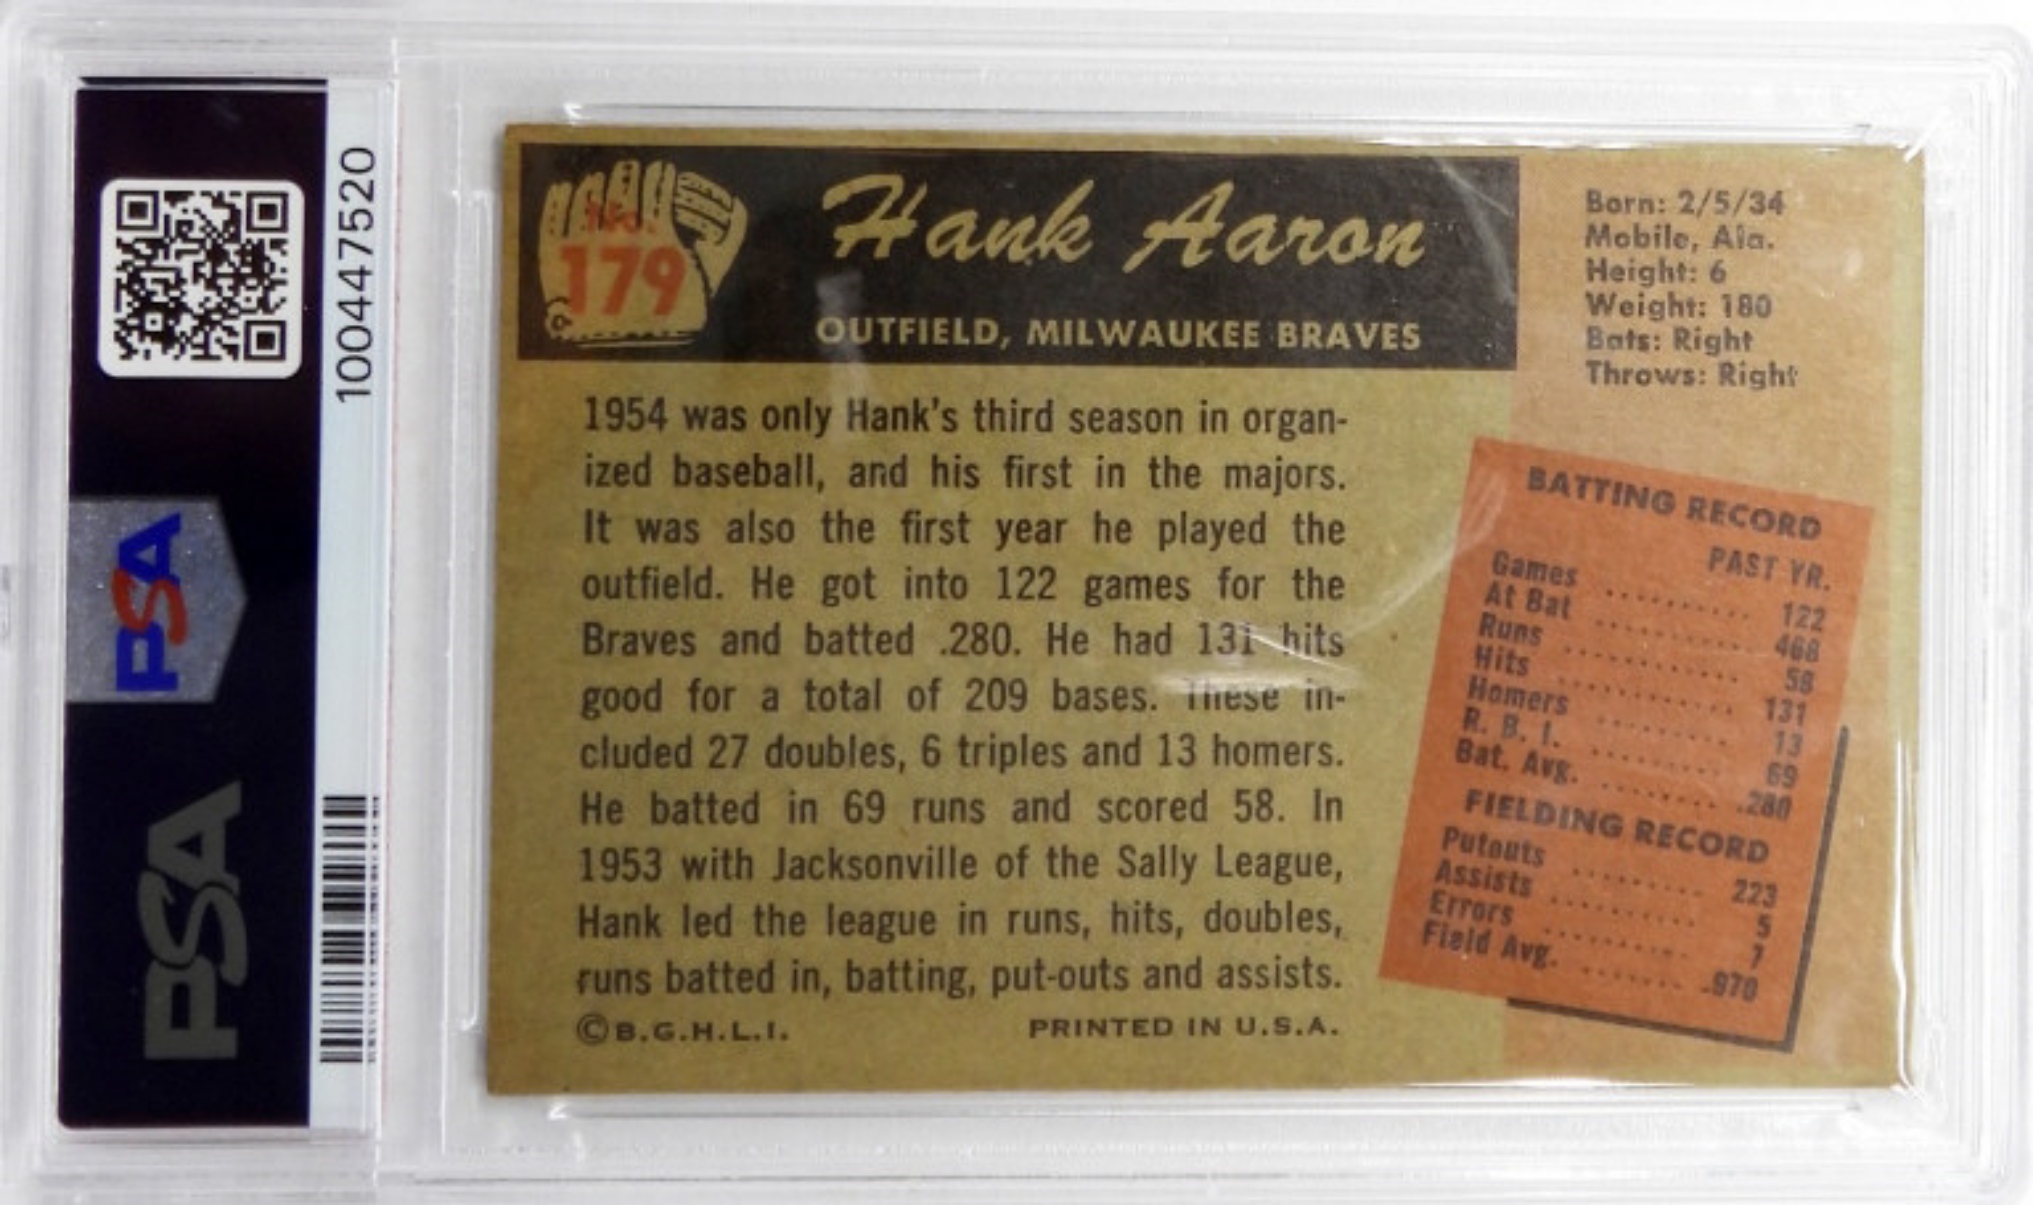 PSA
PSA
100447520
No.
179
Hank Aaron
OUTFIELD, MILWAUKEE BRAVES
Born: 2/5/34
Mobile, Ala.
Height: 6
Weight: 180
Bats: Right
Throws: Right
1954 was only Hank's third season in organ-
ized baseball, and his first in the majors.
It was also the first year he played the
outfield. He got into 122 games for the
Braves and batted .280. He had 131 hits
good for a total of 209 bases. These in-
cluded 27 doubles, 6 triples and 13 homers.
He batted in 69 runs and scored 58. In
1953 with Jacksonville of the Sally League,
Hank led the league in runs, hits, doubles,
runs batted in, batting, put-outs and assists.
©B.G.H.L.I. PRINTED IN U.S.A.
BATTING RECORD
PAST YR.
Games .......... 122
At Bat .......... 468
Runs .......... 58
Hits .......... 131
Homers ........ 13
R. B. I. ......... 69
Bat. Avg. ........ .280
FIELDING RECORD
Putouts ......... 223
Assists .......... 5
Errors .......... 7
Field Avg. ....... .970